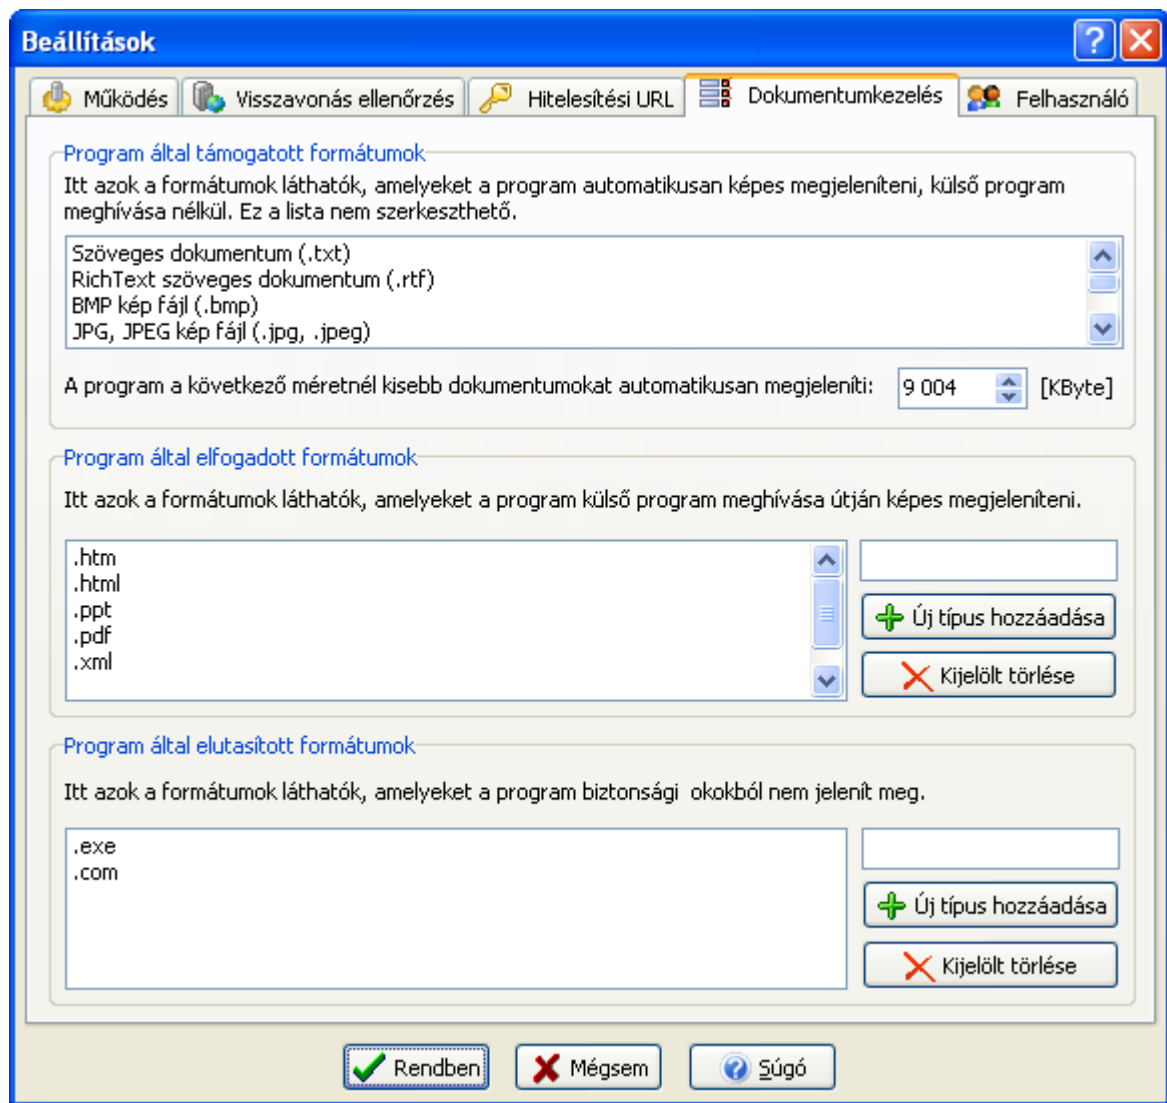 Beállítások
Működés
Visszavonás ellenőrzés
Hitelesítési URL
Dokumentumkezelés
Felhasználó
Program által támogatott formátumok
Itt azok a formátumok láthatók, amelyeket a program automatikusan képes megjeleníteni, külső program
meghívása nélkül. Ez a lista nem szerkeszthető.
Szöveges dokumentum (.txt)
RichText szöveges dokumentum (.rtf)
BMP kép fájl (.bmp)
JPG, JPEG kép fájl (.jpg, .jpeg)
A program a következő méretnél kisebb dokumentumokat automatikusan megjeleníti: 9 004 [KByte]
Program által elfogadott formátumok
Itt azok a formátumok láthatók, amelyeket a program külső program meghívása útján képes megjeleníteni.
.htm
.html
.ppt
.pdf
.xml
Új típus hozzáadása
Kijelölt törlése
Program által elutasított formátumok
Itt azok a formátumok láthatók, amelyeket a program biztonsági  okokból nem jelenít meg.
.exe
.com
Új típus hozzáadása
Kijelölt törlése
Rendben
Mégsem
Súgó